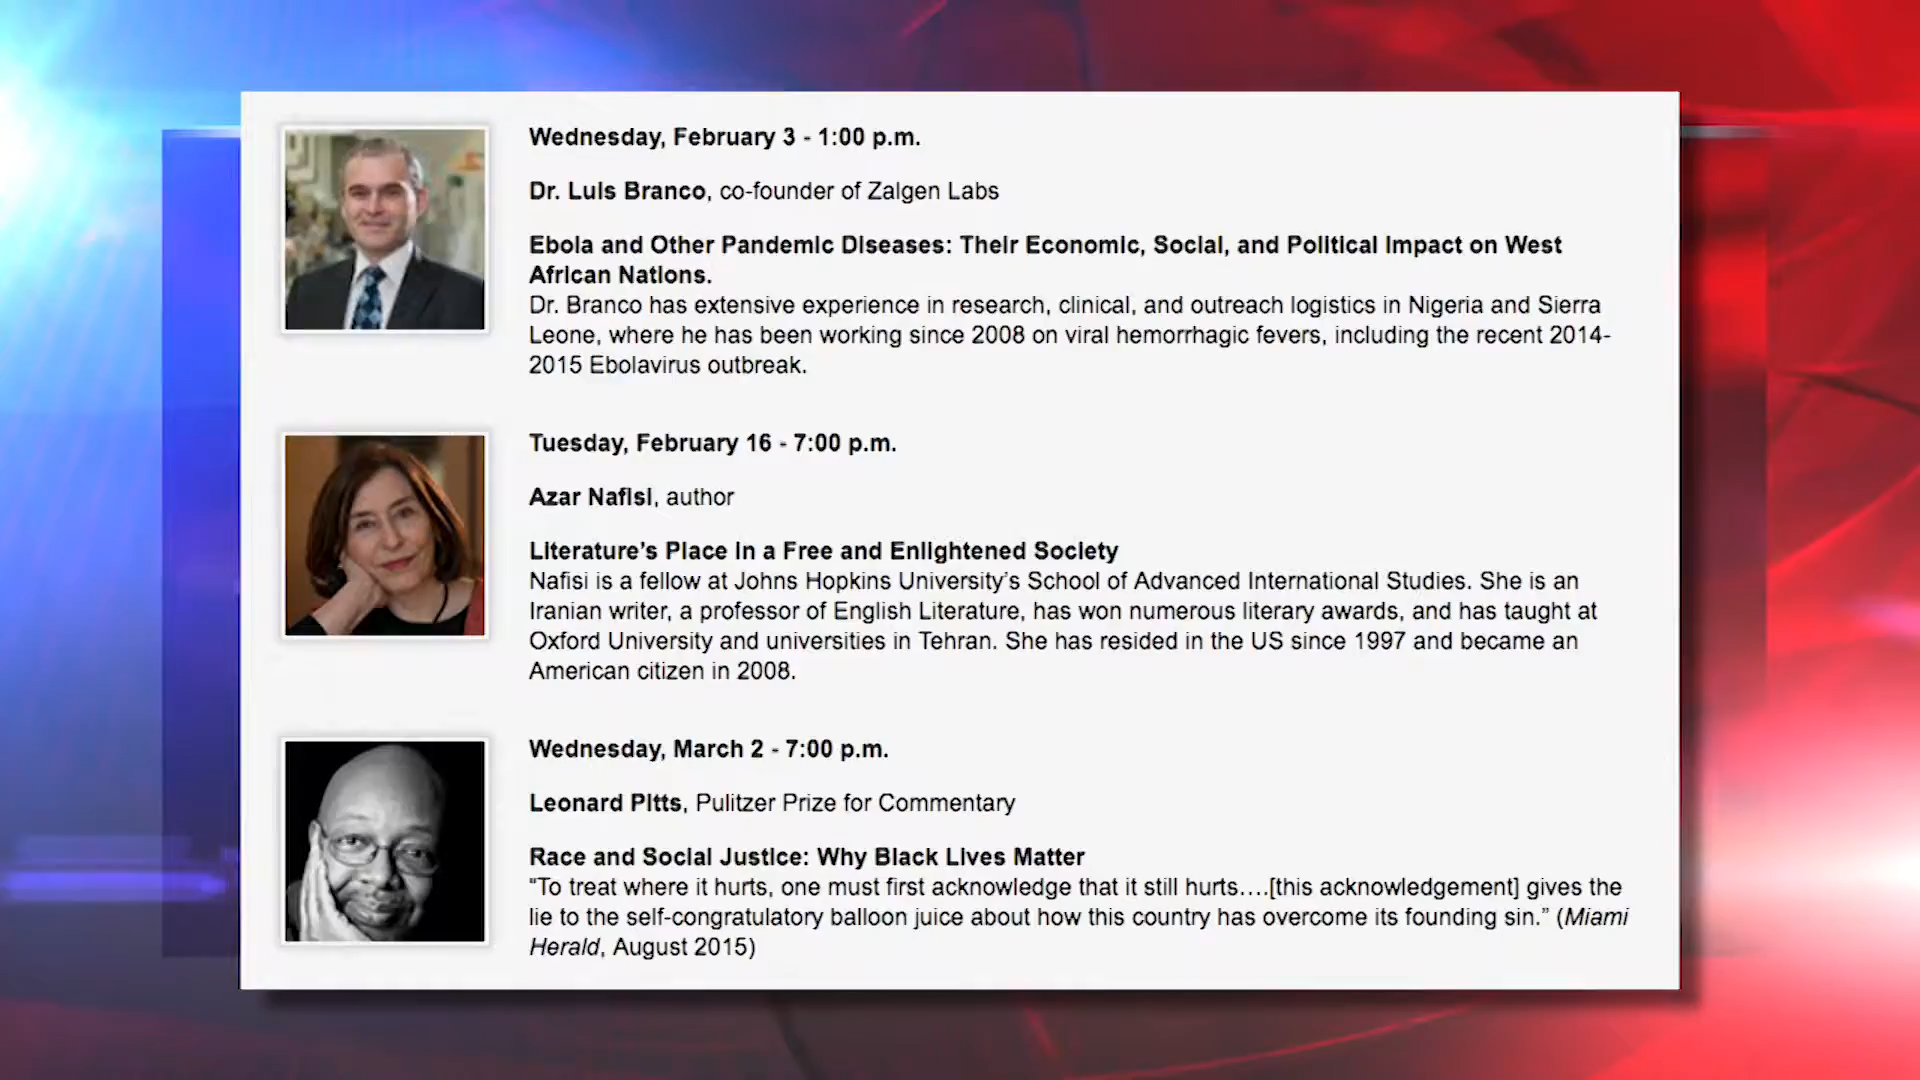 Wednesday, February 3 - 1:00 p.m.
Dr. Luis Branco, co-founder of Zalgen Labs
Ebola and Other Pandemic Diseases: Their Economic, Social, and Political Impact on West
African Nations.
Dr. Branco has extensive experience in research, clinical, and outreach logistics in Nigeria and Sierra
Leone, where he has been working since 2008 on viral hemorrhagic fevers, including the recent 2014-
2015 Ebolavirus outbreak.
Tuesday, February 16 - 7:00 p.m.
Azar Nafisi, author
Literature’s Place in a Free and Enlightened Society
Nafisi is a fellow at Johns Hopkins University’s School of Advanced International Studies. She is an
Iranian writer, a professor of English Literature, has won numerous literary awards, and has taught at
Oxford University and universities in Tehran. She has resided in the US since 1997 and became an
American citizen in 2008.
Wednesday, March 2 - 7:00 p.m.
Leonard Pitts, Pulitzer Prize for Commentary
Race and Social Justice: Why Black Lives Matter
“To treat where it hurts, one must first acknowledge that it still hurts….[this acknowledgement] gives the
lie to the self-congratulatory balloon juice about how this country has overcome its founding sin.” (Miami
Herald, August 2015)